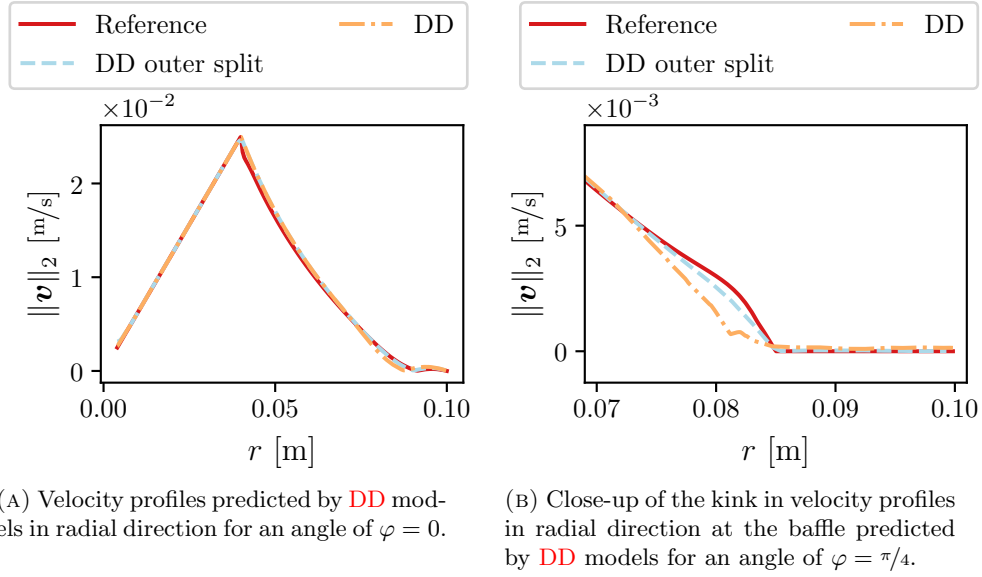 Reference
DD
DD outer split
×10⁻²
2
1
0
‖v‖₂ [m/s]
0.00
0.05
0.10
r [m]
(A) Velocity profiles predicted by DD mod-
els in radial direction for an angle of φ = 0.
Reference
DD
DD outer split
×10⁻³
5
0
‖v‖₂ [m/s]
0.07
0.08
0.09
0.10
r [m]
(B) Close-up of the kink in velocity profiles
in radial direction at the baffle predicted
by DD models for an angle of φ = π/4.